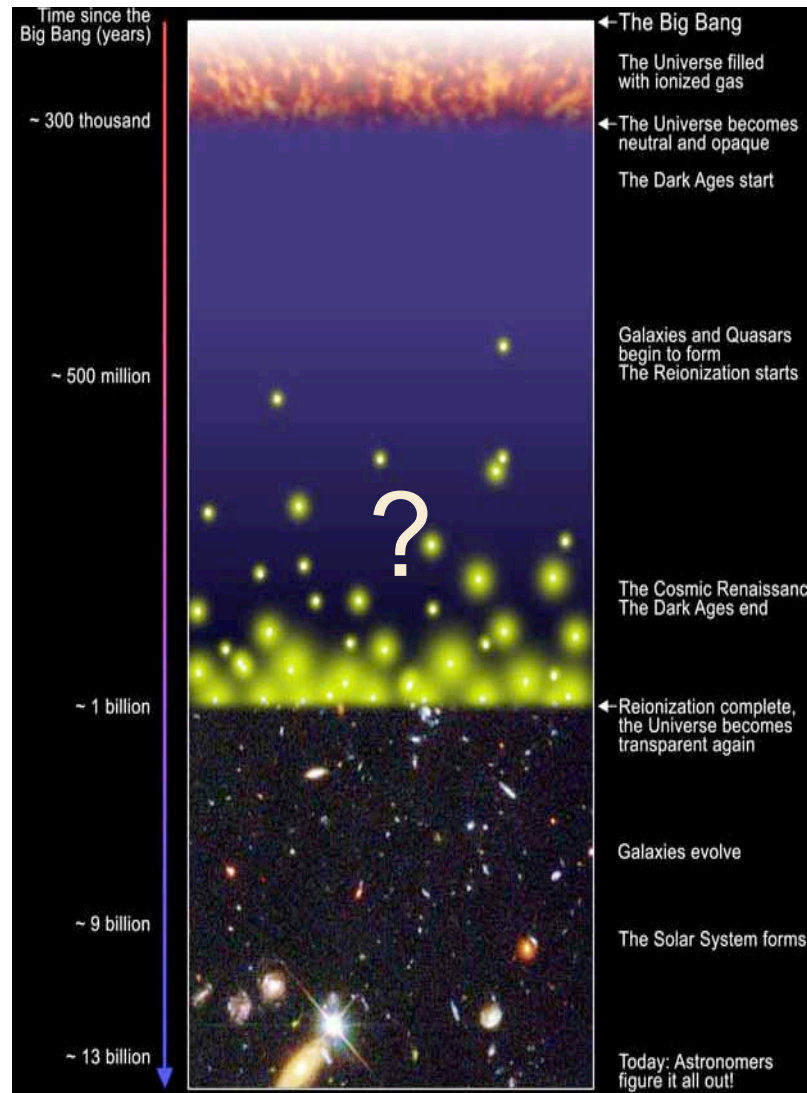 Time since the
Big Bang (years)
The Big Bang
The Universe filled
with ionized gas
~ 300 thousand
The Universe becomes
neutral and opaque
The Dark Ages start
Galaxies and Quasars
begin to form
~ 500 million
The Reionization starts
?
The Cosmic Renaissanc
The Dark Ages end
~ 1 billion
Reionization complete,
the Universe becomes
transparent again
Galaxies evolve
~ 9 billion
The Solar System forms
~ 13 billion
Today: Astronomers
figure it all out!